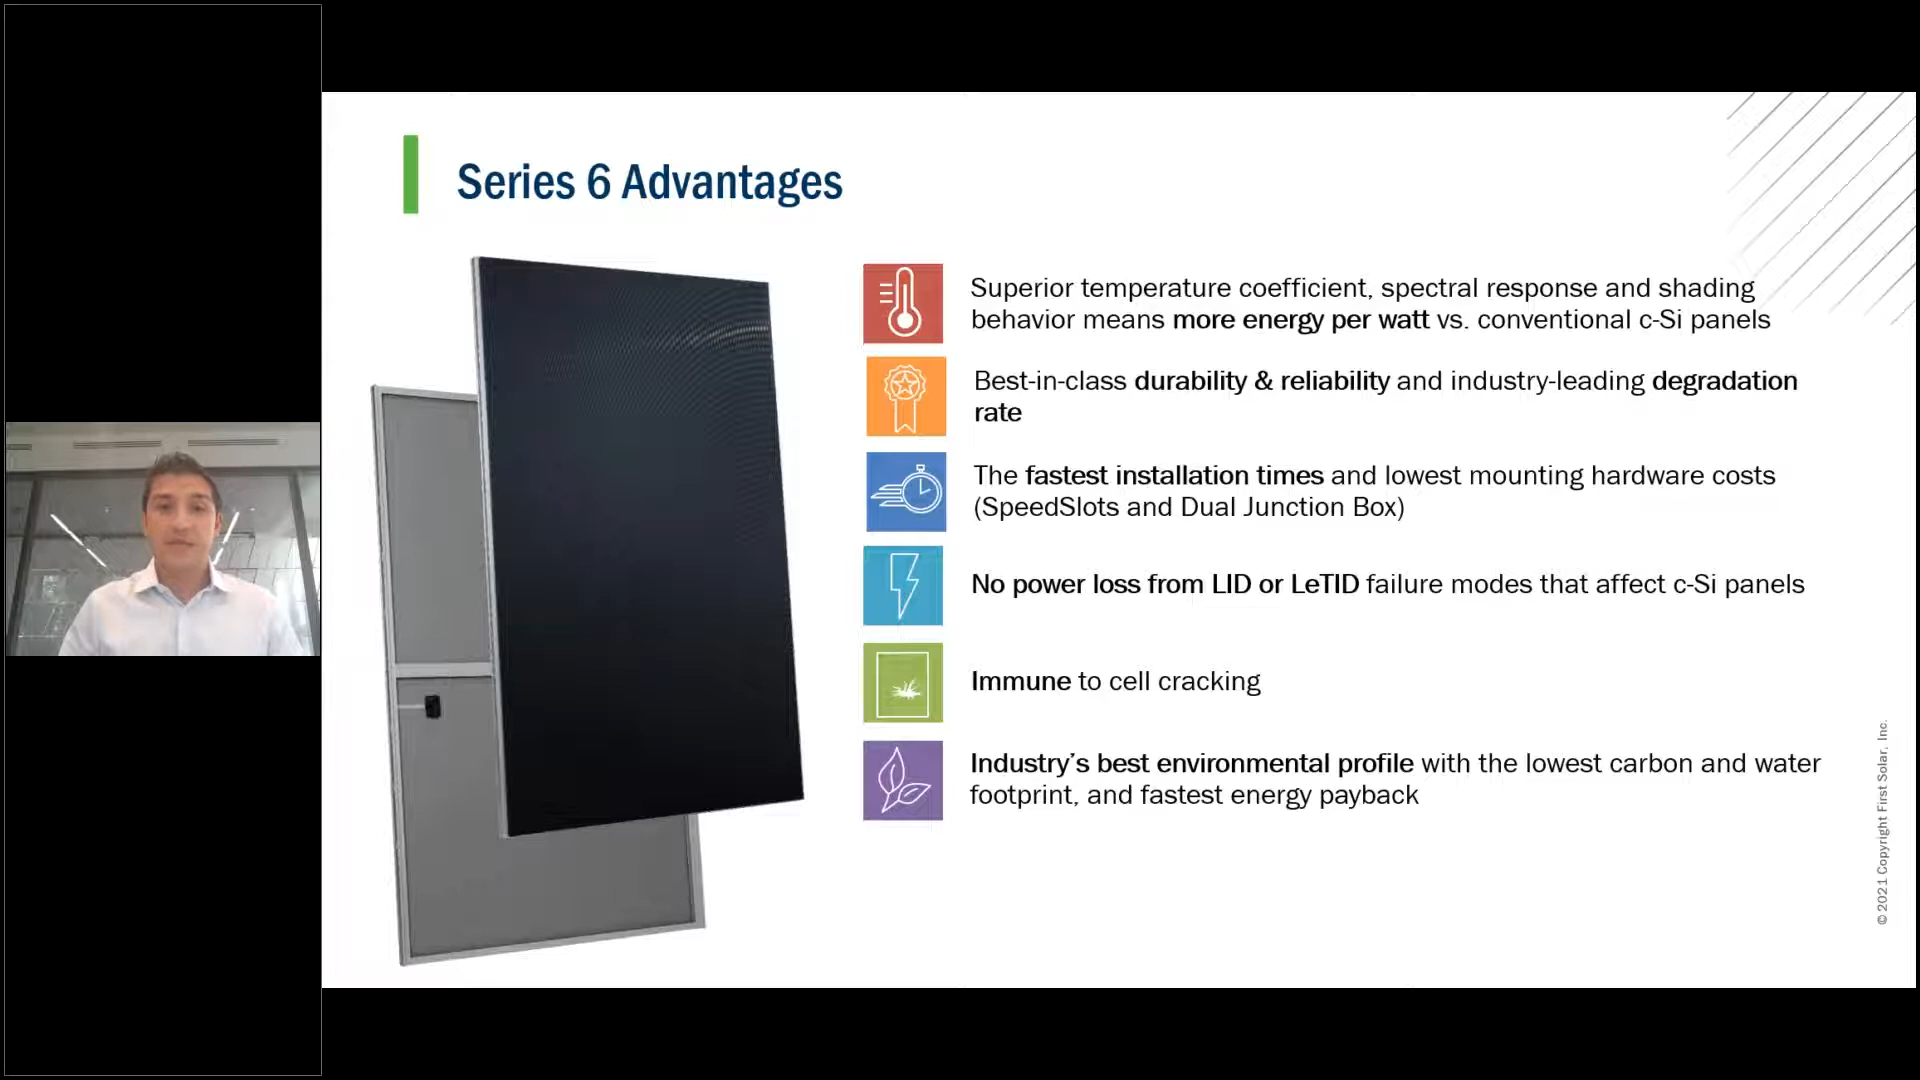 Series 6 Advantages
Superior temperature coefficient, spectral response and shading
behavior means more energy per watt vs. conventional c-Si panels
Best-in-class durability & reliability and industry-leading degradation
rate
The fastest installation times and lowest mounting hardware costs
(SpeedSlots and Dual Junction Box)
No power loss from LID or LeTID failure modes that affect c-Si panels
Immune to cell cracking
Industry’s best environmental profile with the lowest carbon and water
footprint, and fastest energy payback
© 2021 Copyright First Solar, Inc.